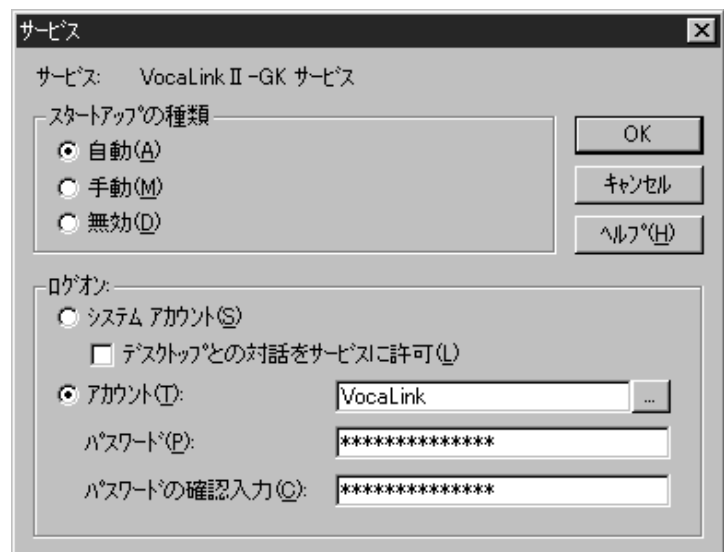 サービス
サービス: VocaLinkⅡ-GK サービス
スタートアップの種類
自動(A)
手動(M)
無効(D)
OK
キャンセル
ヘルプ(H)
ログオン:
システム アカウント(S)
デスクトップとの対話をサービスに許可(L)
アカウント(T): VocaLink ...
パスワード(P): **************
パスワードの確認入力(C): **************